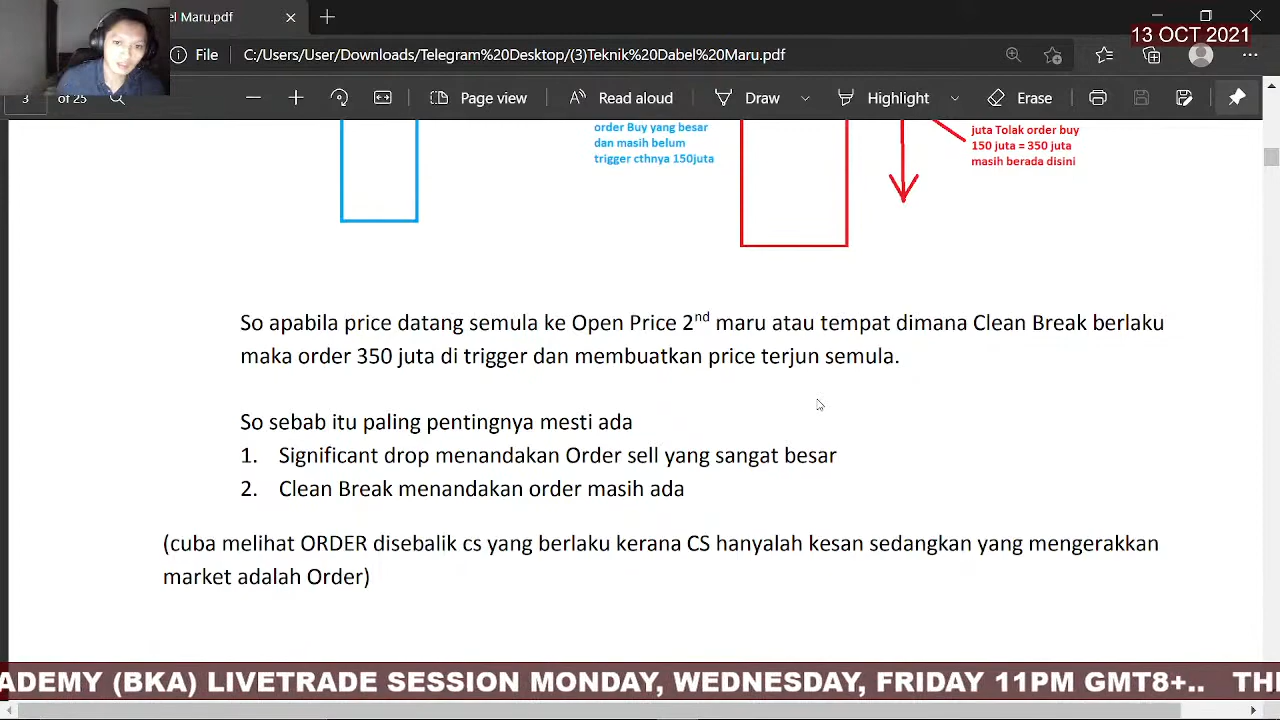 el Maru.pdf
13 OCT 2021
File
C:/Users/User/Downloads/Telegram%20Desktop/(3)Teknik%20Dabel%20Maru.pdf
3 of 25
Page view
Read aloud
Draw
Highlight
Erase
order Buy yang besar
dan masih belum
trigger cthnya 150juta
juta Tolak order buy
150 juta = 350 juta
masih berada disini
So apabila price datang semula ke Open Price 2nd maru atau tempat dimana Clean Break berlaku
maka order 350 juta di trigger dan membuatkan price terjun semula.
So sebab itu paling pentingnya mesti ada
1. Significant drop menandakan Order sell yang sangat besar
2. Clean Break menandakan order masih ada
(cuba melihat ORDER disebalik cs yang berlaku kerana CS hanyalah kesan sedangkan yang mengerakkan
market adalah Order)
ADEMY (BKA) LIVETRADE SESSION MONDAY, WEDNESDAY, FRIDAY 11PM GMT8+.. THE